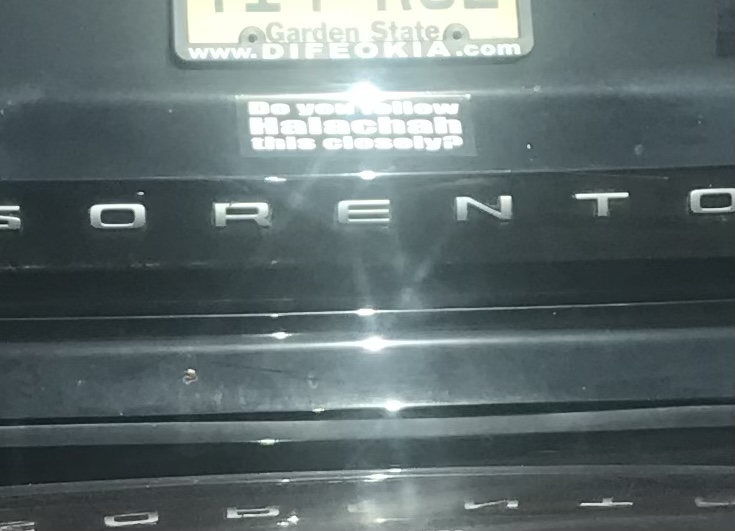 Garden State
www.DIFEOKIA.com
Do you follow
Halachah
this closely?
SORENTO